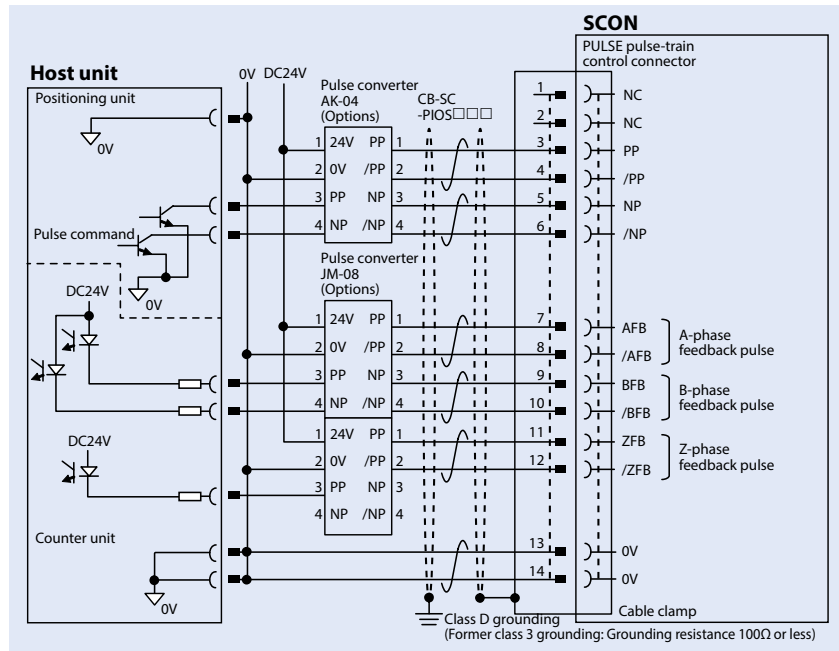 SCON
PULSE pulse-train
control connector
Host unit
Positioning unit
0V
DC24V
Pulse converter
AK-04
(Options)
CB-SC
-PIOS□□□
1 NC
2 NC
1 24V PP 1 3 PP
0V
2 0V /PP 2 4 /PP
3 PP NP 3 5 NP
Pulse command
4 NP /NP 4 6 /NP
Pulse converter
JM-08
(Options)
DC24V
0V
1 24V PP 1 7 AFB
A-phase
feedback pulse
2 0V /PP 2 8 /AFB
3 PP NP 3 9 BFB
B-phase
feedback pulse
4 NP /NP 4 10 /BFB
DC24V
1 24V PP 1 11 ZFB
Z-phase
feedback pulse
2 0V /PP 2 12 /ZFB
3 PP NP 3
4 NP /NP 4
Counter unit
13 0V
14 0V
0V
Cable clamp
Class D grounding
(Former class 3 grounding: Grounding resistance 100Ω or less)